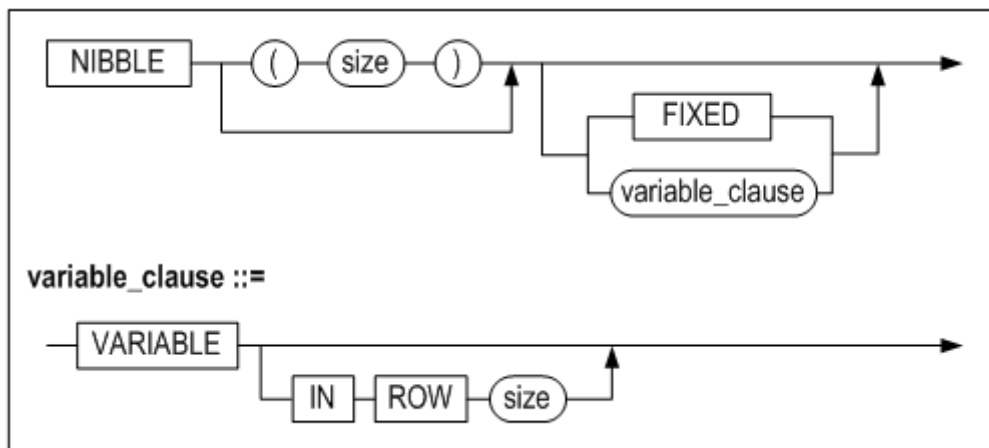 NIBBLE ( size )
FIXED
variable_clause
variable_clause ::=
VARIABLE
IN ROW size